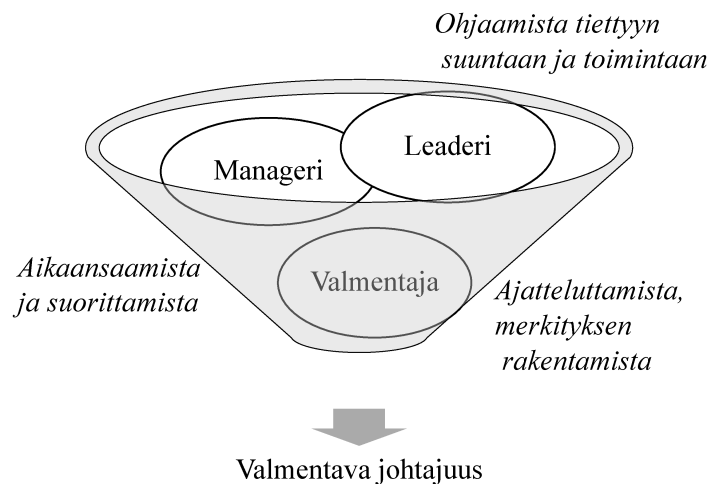 Ohjaamista tiettyyn
suuntaan ja toimintaan
Leaderi
Manageri
Aikaansaamista
ja suorittamista
Valmentaja
Ajatteluttamista,
merkityksen
rakentamista
Valmentava johtajuus